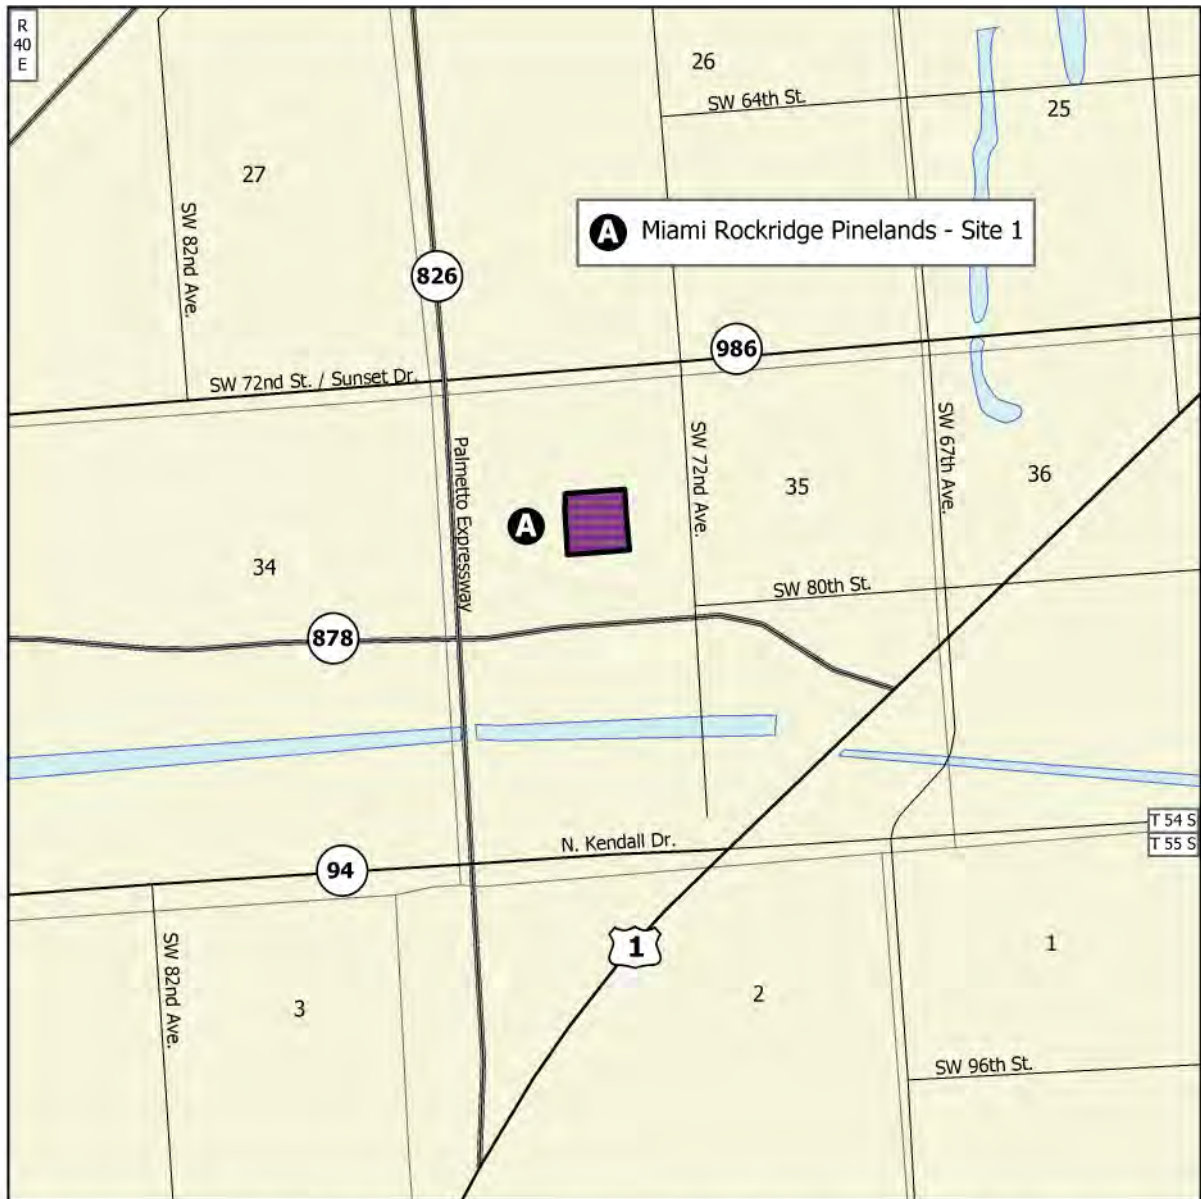 R
40
E
26
SW 64th St.
25
27
SW 82nd Ave.
A Miami Rockridge Pinelands - Site 1
826
986
SW 72nd St. / Sunset Dr.
Palmetto Expressway
SW 72nd Ave.
SW 67th Ave.
35
36
A
34
SW 80th St.
878
T 54 S
T 55 S
N. Kendall Dr.
94
SW 82nd Ave.
1
1
2
3
SW 96th St.